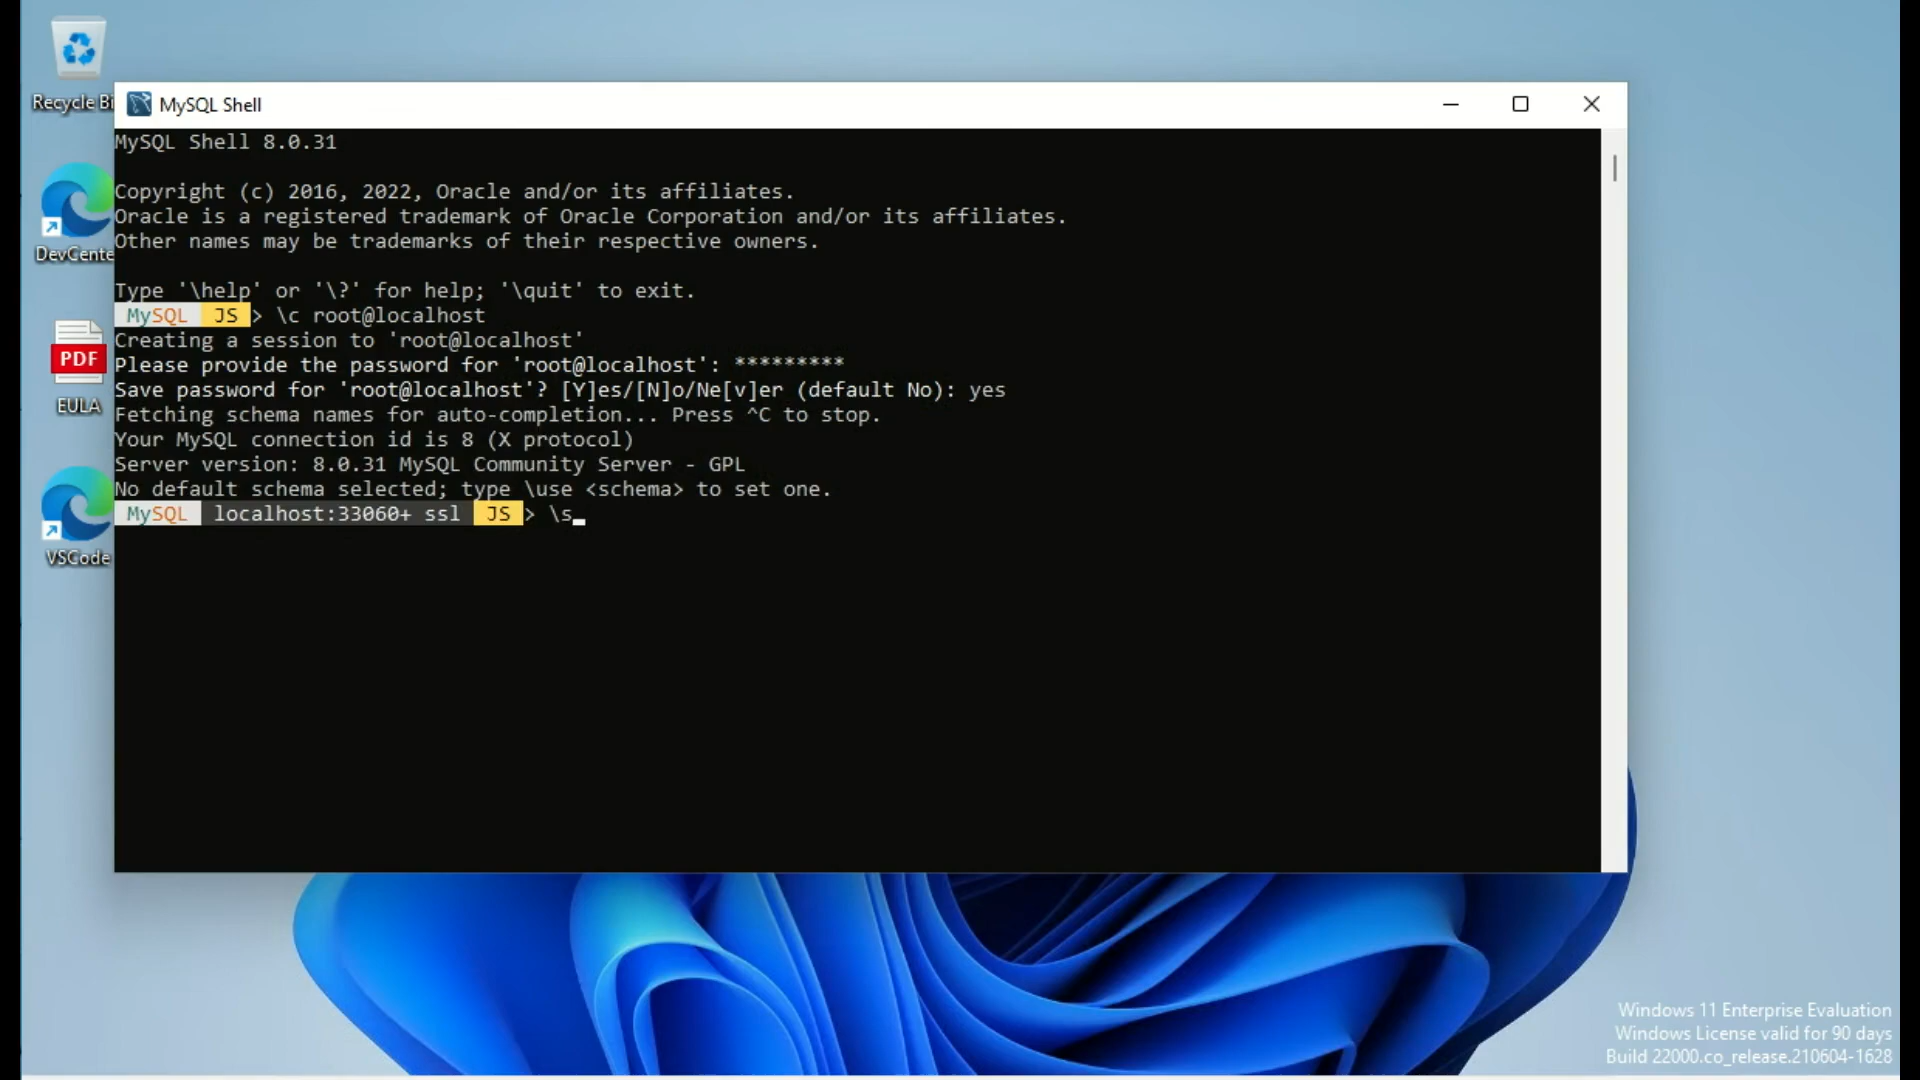 Recycle Bi
MySQL Shell
MySQL Shell 8.0.31
Copyright (c) 2016, 2022, Oracle and/or its affiliates.
Oracle is a registered trademark of Oracle Corporation and/or its affiliates.
Other names may be trademarks of their respective owners.
DevCente
Type '\help' or '\?' for help; '\quit' to exit.
MySQL JS > \c root@localhost
Creating a session to 'root@localhost'
Please provide the password for 'root@localhost': *********
Save password for 'root@localhost'? [Y]es/[N]o/Ne[v]er (default No): yes
Fetching schema names for auto-completion... Press ^C to stop.
Your MySQL connection id is 8 (X protocol)
Server version: 8.0.31 MySQL Community Server - GPL
No default schema selected; type \use <schema> to set one.
MySQL localhost:33060+ ssl JS > \s
PDF
EULA
VSCode
Windows 11 Enterprise Evaluation
Windows License valid for 90 days
Build 22000.co_release.210604-1628